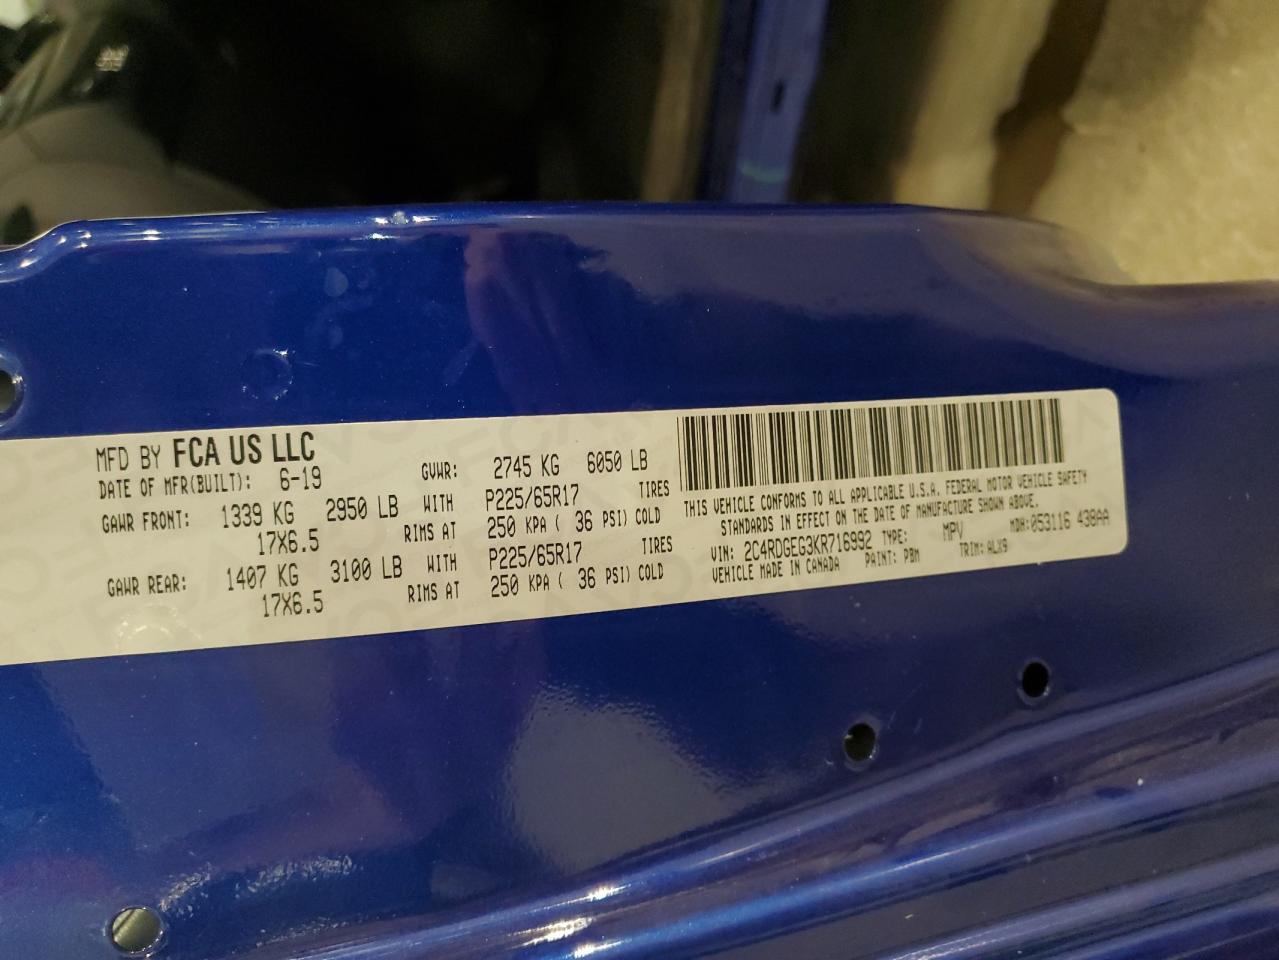 MFD BY FCA US LLC
DATE OF MFR(BUILT): 6-19 GVWR: 2745 KG 6050 LB
GAWR FRONT: 1339 KG 2950 LB WITH P225/65R17 TIRES
17X6.5 RIMS AT 250 KPA ( 36 PSI) COLD
GAWR REAR: 1407 KG 3100 LB WITH P225/65R17 TIRES
17X6.5 RIMS AT 250 KPA ( 36 PSI) COLD
THIS VEHICLE CONFORMS TO ALL APPLICABLE U.S.A. FEDERAL MOTOR VEHICLE SAFETY
STANDARDS IN EFFECT ON THE DATE OF MANUFACTURE SHOWN ABOVE.
VIN: 2C4RDGEG3KR716992 TYPE: MPV MDH: 053116 438AA
VEHICLE MADE IN CANADA PAINT: PBM TRIM: ALX9